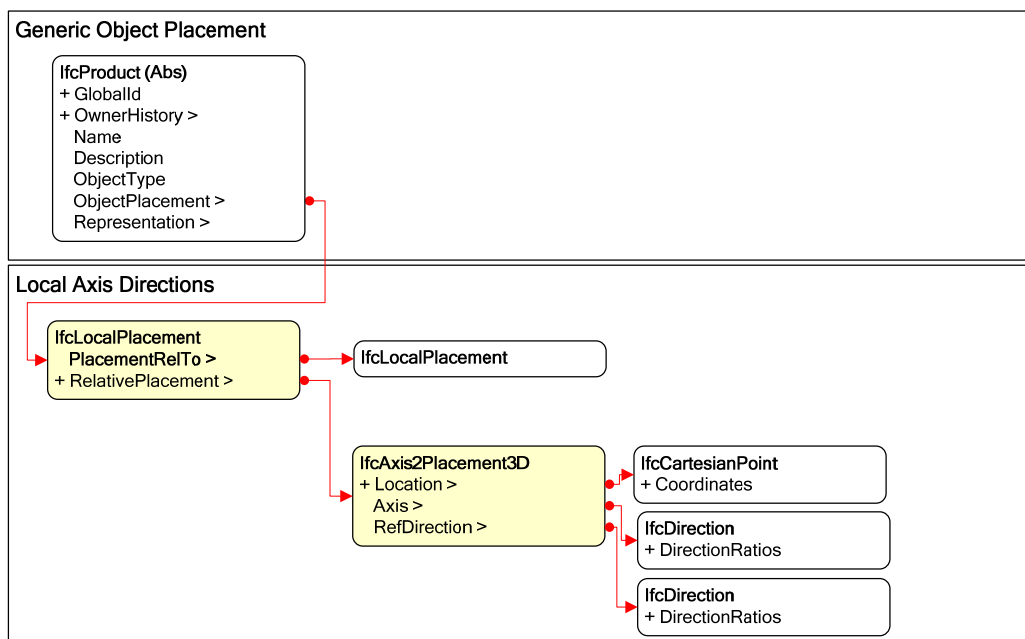 Generic Object Placement
IfcProduct (Abs)
+ GlobalId
+ OwnerHistory >
Name
Description
ObjectType
ObjectPlacement >
Representation >
Local Axis Directions
IfcLocalPlacement
PlacementRelTo >
+ RelativePlacement >
IfcLocalPlacement
IfcAxis2Placement3D
+ Location >
Axis >
RefDirection >
IfcCartesianPoint
+ Coordinates
IfcDirection
+ DirectionRatios
IfcDirection
+ DirectionRatios